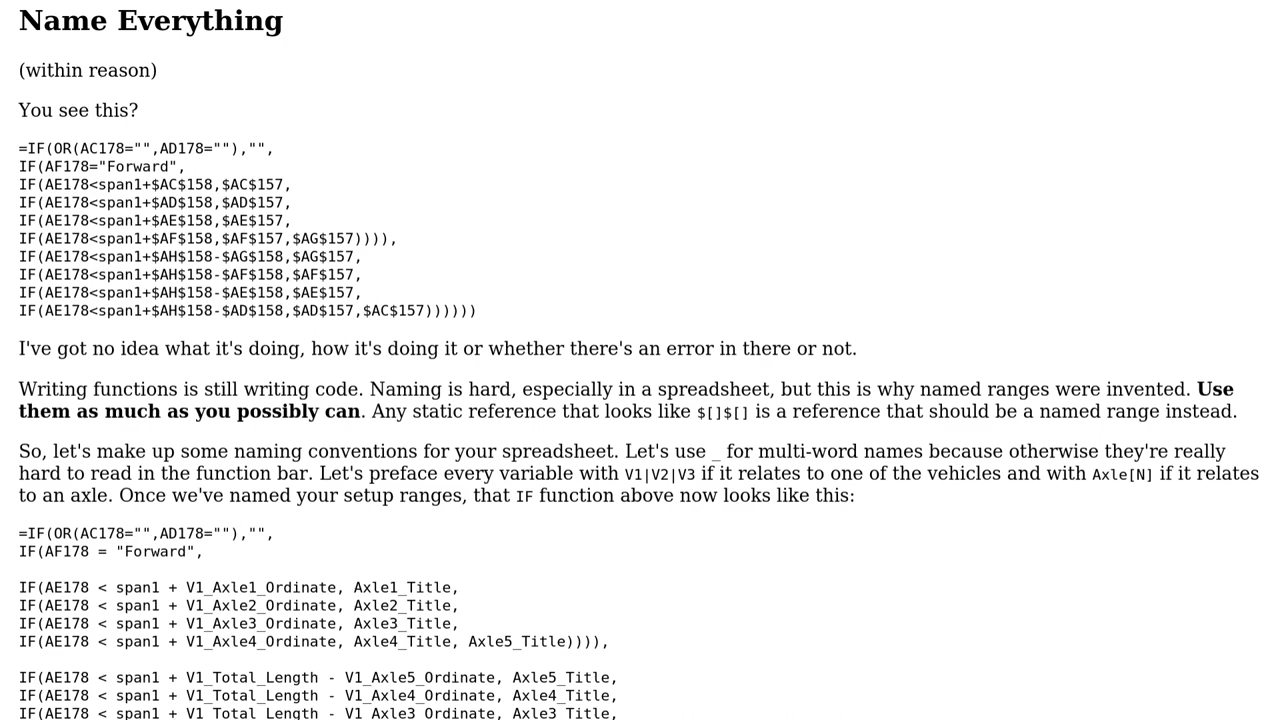 Name Everything
(within reason)
You see this?
=IF(OR(AC178="",AD178=""),"",
IF(AF178="Forward",
IF(AE178<span1+$AC$158,$AC$157,
IF(AE178<span1+$AD$158,$AD$157,
IF(AE178<span1+$AE$158,$AE$157,
IF(AE178<span1+$AF$158,$AF$157,$AG$157)))),
IF(AE178<span1+$AH$158-$AG$158,$AG$157,
IF(AE178<span1+$AH$158-$AF$158,$AF$157,
IF(AE178<span1+$AH$158-$AE$158,$AE$157,
IF(AE178<span1+$AH$158-$AD$158,$AD$157,$AC$157))))))
I've got no idea what it's doing, how it's doing it or whether there's an error in there or not.
Writing functions is still writing code. Naming is hard, especially in a spreadsheet, but this is why named ranges were invented. Use
them as much as you possibly can. Any static reference that looks like $[]$[] is a reference that should be a named range instead.
So, let's make up some naming conventions for your spreadsheet. Let's use _ for multi-word names because otherwise they're really
hard to read in the function bar. Let's preface every variable with V1|V2|V3 if it relates to one of the vehicles and with Axle[N] if it relates
to an axle. Once we've named your setup ranges, that IF function above now looks like this:
=IF(OR(AC178="",AD178=""),"",
IF(AF178 = "Forward",
IF(AE178 < span1 + V1_Axle1_Ordinate, Axle1_Title,
IF(AE178 < span1 + V1_Axle2_Ordinate, Axle2_Title,
IF(AE178 < span1 + V1_Axle3_Ordinate, Axle3_Title,
IF(AE178 < span1 + V1_Axle4_Ordinate, Axle4_Title, Axle5_Title)))),
IF(AE178 < span1 + V1_Total_Length - V1_Axle5_Ordinate, Axle5_Title,
IF(AE178 < span1 + V1_Total_Length - V1_Axle4_Ordinate, Axle4_Title,
IF(AE178 < span1 + V1_Total_Length - V1_Axle3_Ordinate, Axle3_Title,